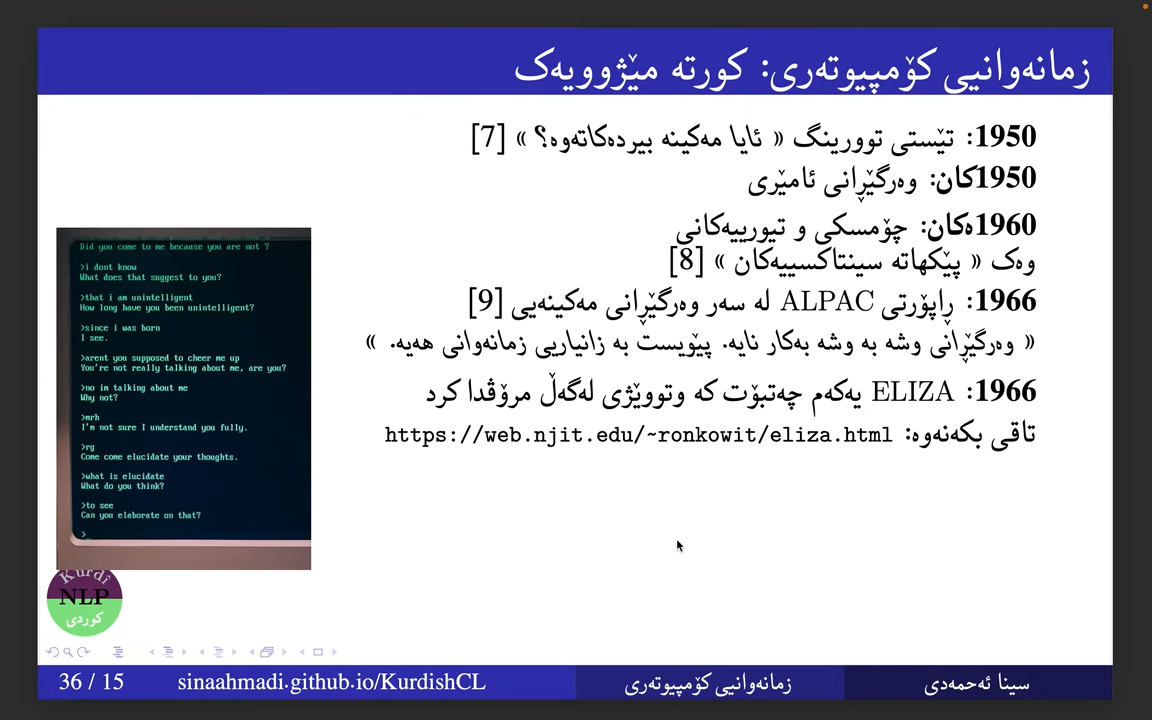 زمانەوانیی کۆمپیوتەری: کورتە مێژوویەک
1950: تێستی توورینگ « ئایا مەکینە بیردەکاتەوە؟ » [7]
1950کان: وەرگێڕانی ئامێری
1960ەکان: چۆمسکی و تیورییەکانی
وەک « پێکهاتە سینتاکسییەکان » [8]
1966: ڕاپۆرتی ALPAC لە سەر وەرگێڕانی مەکینەیی [9]
« وەرگێڕانی وشە بە وشە بەکار نایە. پێویست بە زانیاریی زمانەوانی هەیە. »
1966: ELIZA یەکەم چەتبۆت کە وتووێژی لەگەڵ مرۆڤدا کرد
تاقی بکەنەوە: https://web.njit.edu/~ronkowit/eliza.html
Did you come to me because you are not ?
>i dont know
What does that suggest to you?
>that i am unintelligent
How long have you been unintelligent?
>since i was born
I see.
>arent you supposed to cheer me up
You're not really talking about me, are you?
>no im talking about me
Why not?
>mrh
I'm not sure I understand you fully.
>rg
Come come elucidate your thoughts.
>what is elucidate
What do you think?
>to see
Can you elaborate on that?
>
Kurdî
NLP
کوردی
سینا ئەحمەدی
زمانەوانیی کۆمپیوتەری
sinaahmadi.github.io/KurdishCL
36 / 15